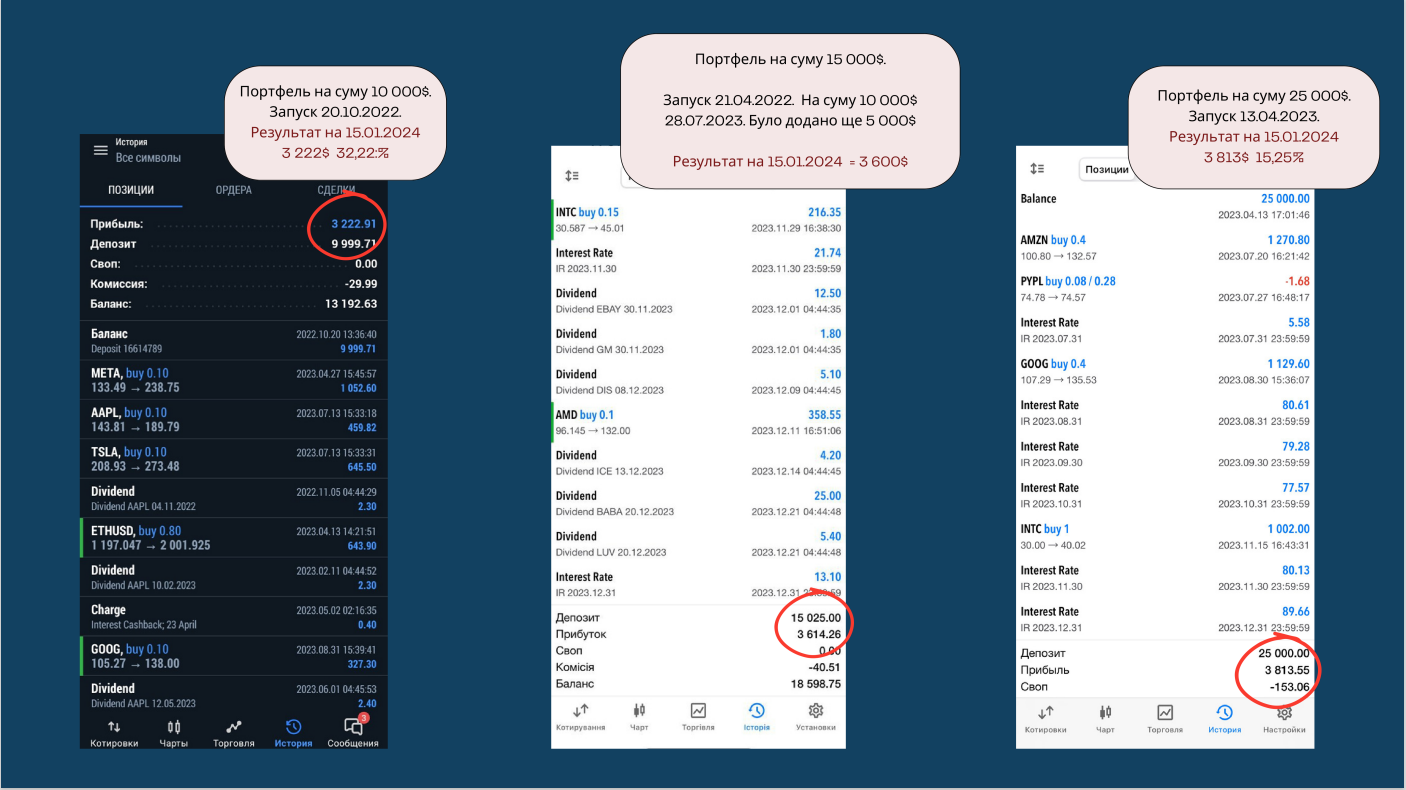 Портфель на суму 10 000$.
Запуск 20.10.2022.
Результат на 15.01.2024
3 222$ 32,22:%
История
Все символы
ПОЗИЦИИ ОРДЕРА СДЕЛКИ
Прибыль: 3 222.91
Депозит 9 999.71
Своп: 0.00
Комиссия: -29.99
Баланс: 13 192.63
Баланс 2022.10.20 13:36:40
Deposit 16614789 9 999.71
META, buy 0.10 2023.04.27 15:45:57
133.49 → 238.75 1 052.60
AAPL, buy 0.10 2023.07.13 15:33:18
143.81 → 189.79 459.82
TSLA, buy 0.10 2023.07.13 15:33:31
208.93 → 273.48 645.50
Dividend 2022.11.05 04:44:29
Dividend AAPL 04.11.2022 2.30
ETHUSD, buy 0.80 2023.04.13 14:21:51
1 197.047 → 2 001.925 643.90
Dividend 2023.02.11 04:44:52
Dividend AAPL 10.02.2023 2.30
Charge 2023.05.02 02:16:35
Interest Cashback; 23 April 0.40
GOOG, buy 0.10 2023.08.31 15:39:41
105.27 → 138.00 327.30
Dividend 2023.06.01 04:45:53
Dividend AAPL 12.05.2023 2.40
3
Котировки Чарты Торговля История Сообщения
Портфель на суму 15 000$.
Запуск 21.04.2022. На суму 10 000$
28.07.2023. Було додано ще 5 000$
Результат на 15.01.2024 = 3 600$
INTC buy 0.15 216.35
30.587 → 45.01 2023.11.29 16:38:30
Interest Rate 21.74
IR 2023.11.30 2023.11.30 23:59:59
Dividend 12.50
Dividend EBAY 30.11.2023 2023.12.01 04:44:35
Dividend 1.80
Dividend GM 30.11.2023 2023.12.01 04:44:35
Dividend 5.10
Dividend DIS 08.12.2023 2023.12.09 04:44:45
AMD buy 0.1 358.55
96.145 → 132.00 2023.12.11 16:51:06
Dividend 4.20
Dividend ICE 13.12.2023 2023.12.14 04:44:45
Dividend 25.00
Dividend BABA 20.12.2023 2023.12.21 04:44:48
Dividend 5.40
Dividend LUV 20.12.2023 2023.12.21 04:44:48
Interest Rate 13.10
IR 2023.12.31 2023.12.31 23:59:59
Депозит 15 025.00
Прибуток 3 614.26
Своп 0.00
Комісія -40.51
Баланс 18 598.75
Котирування Чарт Торгівля Історія Установки
Портфель на суму 25 000$.
Запуск 13.04.2023.
Результат на 15.01.2024
3 813$ 15,25%
Позиции
Balance 25 000.00
2023.04.13 17:01:46
AMZN buy 0.4 1 270.80
100.80 → 132.57 2023.07.20 16:21:42
PYPL buy 0.08 / 0.28 -1.68
74.78 → 74.57 2023.07.27 16:48:17
Interest Rate 5.58
IR 2023.07.31 2023.07.31 23:59:59
GOOG buy 0.4 1 129.60
107.29 → 135.53 2023.08.30 15:36:07
Interest Rate 80.61
IR 2023.08.31 2023.08.31 23:59:59
Interest Rate 79.28
IR 2023.09.30 2023.09.30 23:59:59
Interest Rate 77.57
IR 2023.10.31 2023.10.31 23:59:59
INTC buy 1 1 002.00
30.00 → 40.02 2023.11.15 16:43:31
Interest Rate 80.13
IR 2023.11.30 2023.11.30 23:59:59
Interest Rate 89.66
IR 2023.12.31 2023.12.31 23:59:59
Депозит 25 000.00
Прибыль 3 813.55
Своп -153.06
Котировки Чарт Торговля История Настройки